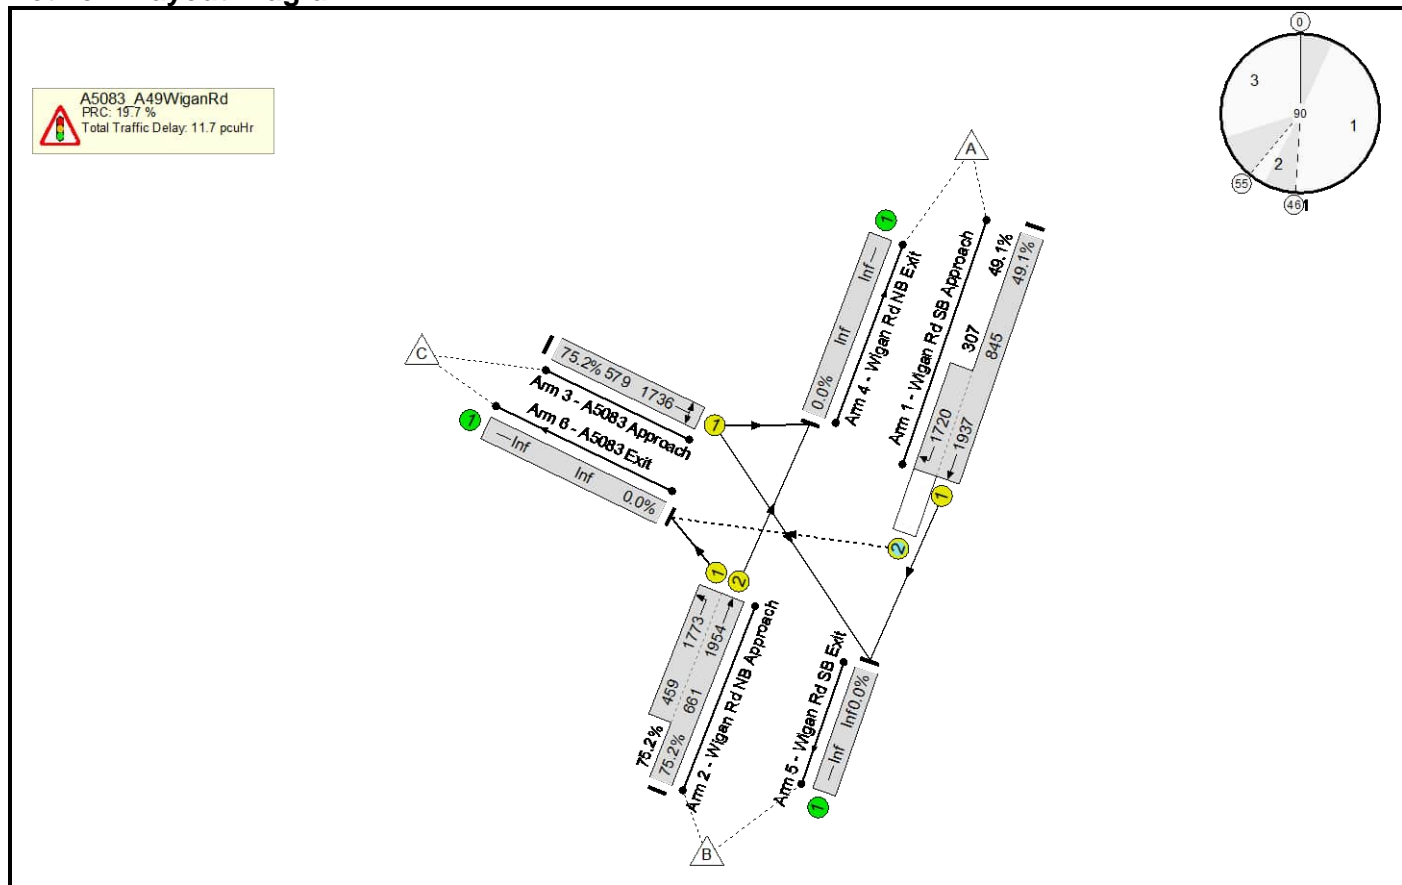 A5083_A49WiganRd
PRC: 19.7 %
Total Traffic Delay: 11.7 pcuHr
0
3
90
1
2
55
46
1
A
1
Inf
Inf
0.0%
Arm 4 - Wigan Rd NB Exit
Arm 1 - Wigan Rd SB Approach
49.1%
49.1%
307
845
1720
1937
1
2
C
75.2%
579
1736
Arm 3 - A5083 Approach
1
Arm 6 - A5083 Exit
1
Inf
Inf
0.0%
1
2
1773
1954
459
661
75.2%
75.2%
Arm 2 - Wigan Rd NB Approach
Arm 5 - Wigan Rd SB Exit
Inf
Inf
0.0%
1
B